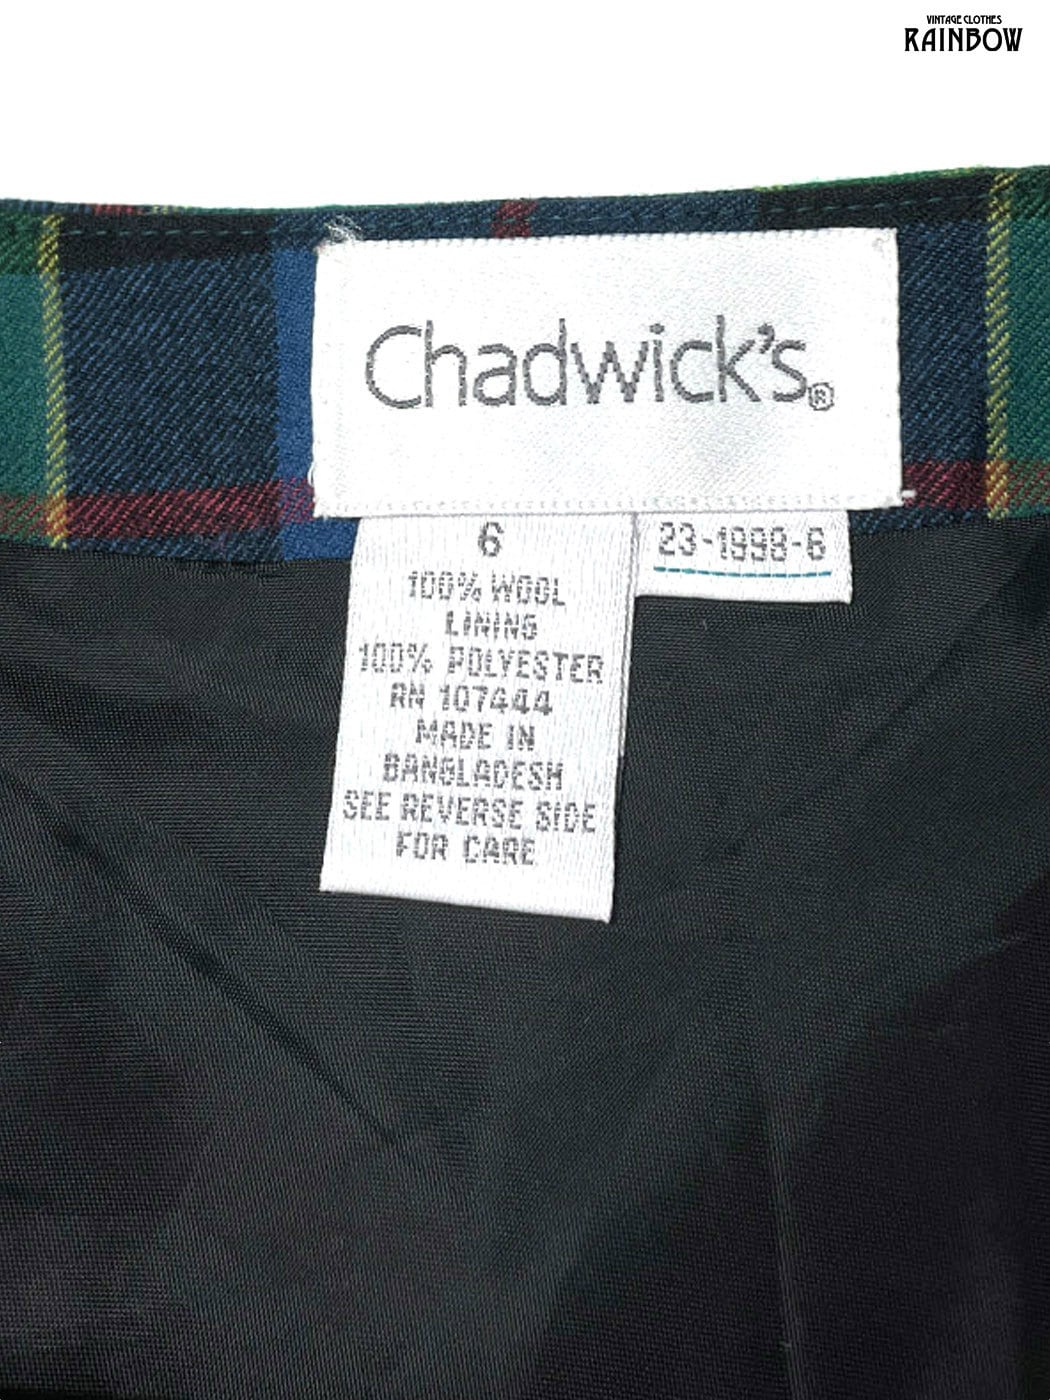 VINTAGE CLOTHES
RAINBOW
Chadwick's®
6
23-1998-6
100% WOOL
LINING
100% POLYESTER
RN 107444
MADE IN
BANGLADESH
SEE REVERSE SIDE
FOR CARE